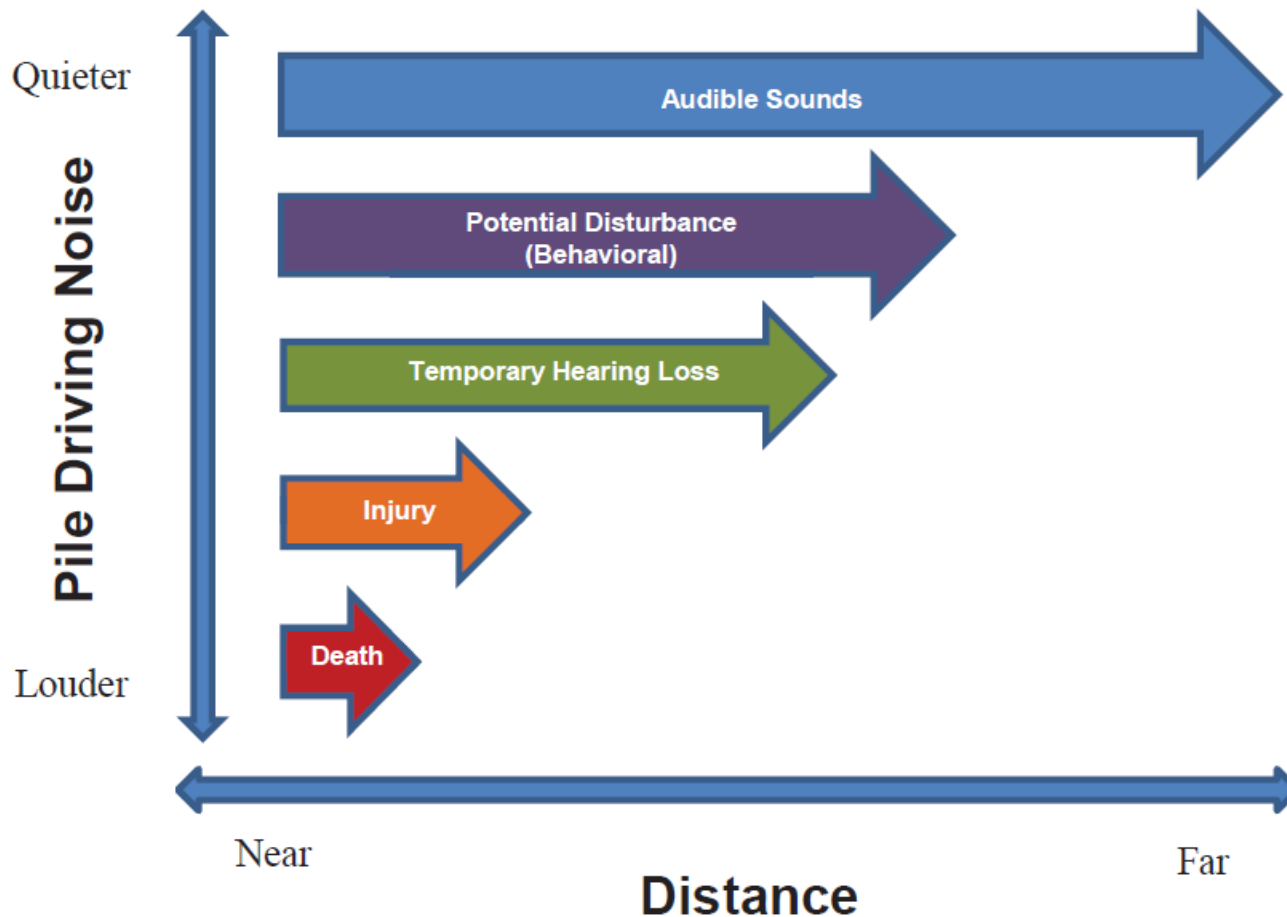 Quieter
Audible Sounds
Potential Disturbance
(Behavioral)
Pile Driving Noise
Temporary Hearing Loss
Injury
Death
Louder
Near
Far
Distance